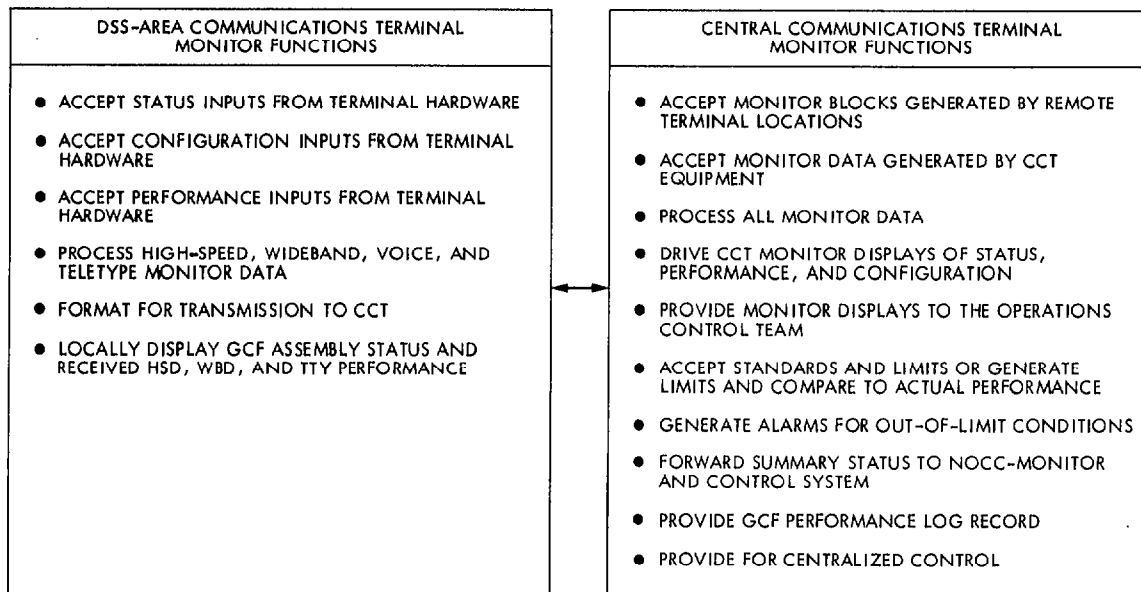 DSS-AREA COMMUNICATIONS TERMINAL
MONITOR FUNCTIONS
● ACCEPT STATUS INPUTS FROM TERMINAL HARDWARE
● ACCEPT CONFIGURATION INPUTS FROM TERMINAL
HARDWARE
● ACCEPT PERFORMANCE INPUTS FROM TERMINAL
HARDWARE
● PROCESS HIGH-SPEED, WIDEBAND, VOICE, AND
TELETYPE MONITOR DATA
● FORMAT FOR TRANSMISSION TO CCT
● LOCALLY DISPLAY GCF ASSEMBLY STATUS AND
RECEIVED HSD, WBD, AND TTY PERFORMANCE
CENTRAL COMMUNICATIONS TERMINAL
MONITOR FUNCTIONS
● ACCEPT MONITOR BLOCKS GENERATED BY REMOTE
TERMINAL LOCATIONS
● ACCEPT MONITOR DATA GENERATED BY CCT
EQUIPMENT
● PROCESS ALL MONITOR DATA
● DRIVE CCT MONITOR DISPLAYS OF STATUS,
PERFORMANCE, AND CONFIGURATION
● PROVIDE MONITOR DISPLAYS TO THE OPERATIONS
CONTROL TEAM
● ACCEPT STANDARDS AND LIMITS OR GENERATE
LIMITS AND COMPARE TO ACTUAL PERFORMANCE
● GENERATE ALARMS FOR OUT-OF-LIMIT CONDITIONS
● FORWARD SUMMARY STATUS TO NOCC-MONITOR
AND CONTROL SYSTEM
● PROVIDE GCF PERFORMANCE LOG RECORD
● PROVIDE FOR CENTRALIZED CONTROL